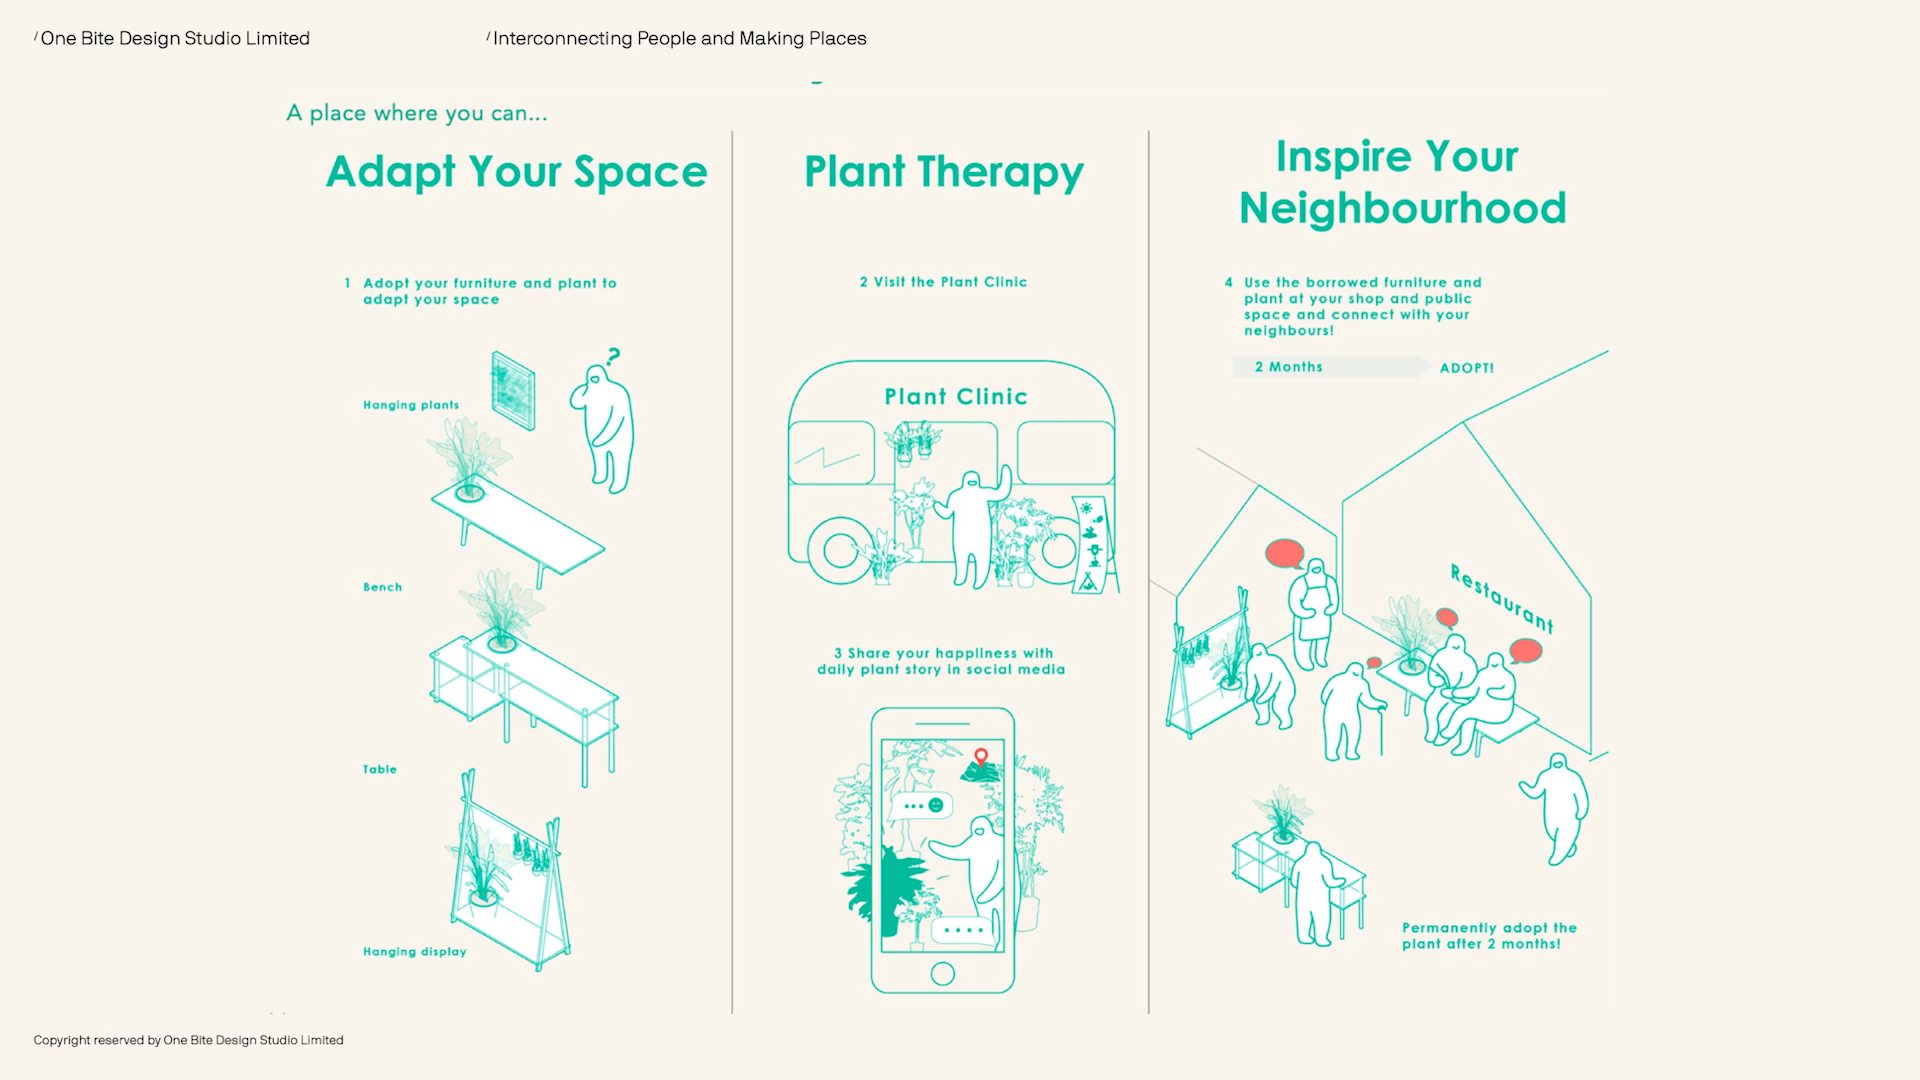 /One Bite Design Studio Limited
/Interconnecting People and Making Places
A place where you can...
Adapt Your Space
1 Adopt your furniture and plant to
adapt your space
Hanging plants
?
Bench
Table
Hanging display
Plant Therapy
2 Visit the Plant Clinic
Plant Clinic
3 Share your happliness with
daily plant story in social media
Inspire Your
Neighbourhood
4 Use the borrowed furniture and
plant at your shop and public
space and connect with your
neighbours!
2 Months
ADOPT!
Restaurant
Permanently adopt the
plant after 2 months!
Copyright reserved by One Bite Design Studio Limited